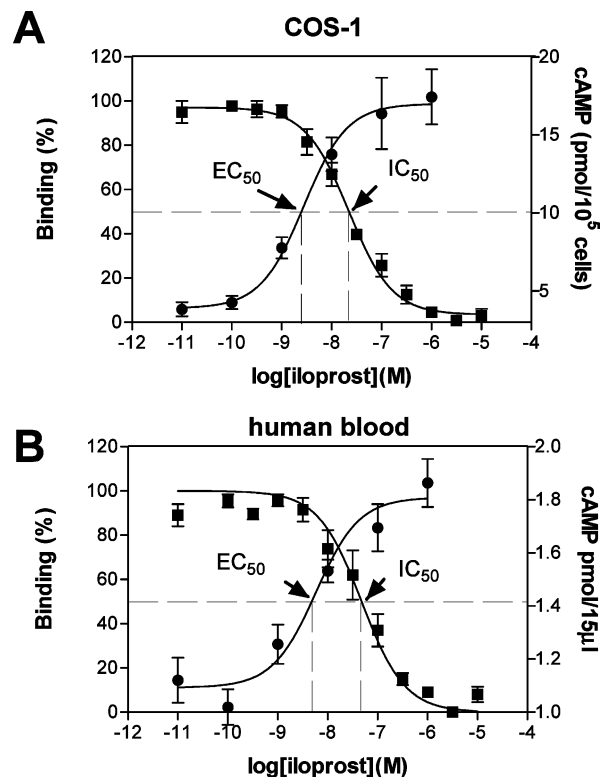 A
COS-1
120
100
80
60
40
20
0
Binding (%)
20
15
10
5
cAMP (pmol/10⁵ cells)
EC₅₀
IC₅₀
-12 -11 -10 -9 -8 -7 -6 -5 -4
log[iloprost](M)
B
human blood
120
100
80
60
40
20
0
Binding (%)
2.0
1.8
1.6
1.4
1.2
1.0
cAMP pmol/15µl
EC₅₀
IC₅₀
-12 -11 -10 -9 -8 -7 -6 -5 -4
log[iloprost](M)